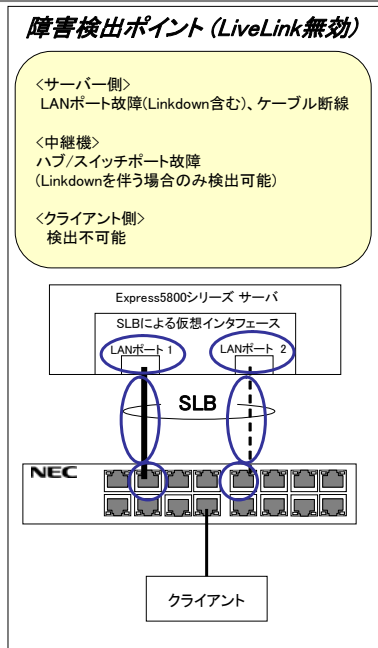 障害検出ポイント (LiveLink無効)
<サーバー側>
LANポート故障(Linkdown含む)、ケーブル断線
<中継機>
ハブ/スイッチポート故障
(Linkdownを伴う場合のみ検出可能)
<クライアント側>
検出不可能
Express5800シリーズ サーバ
SLBによる仮想インタフェース
LANポート 1
LANポート 2
SLB
NEC
クライアント